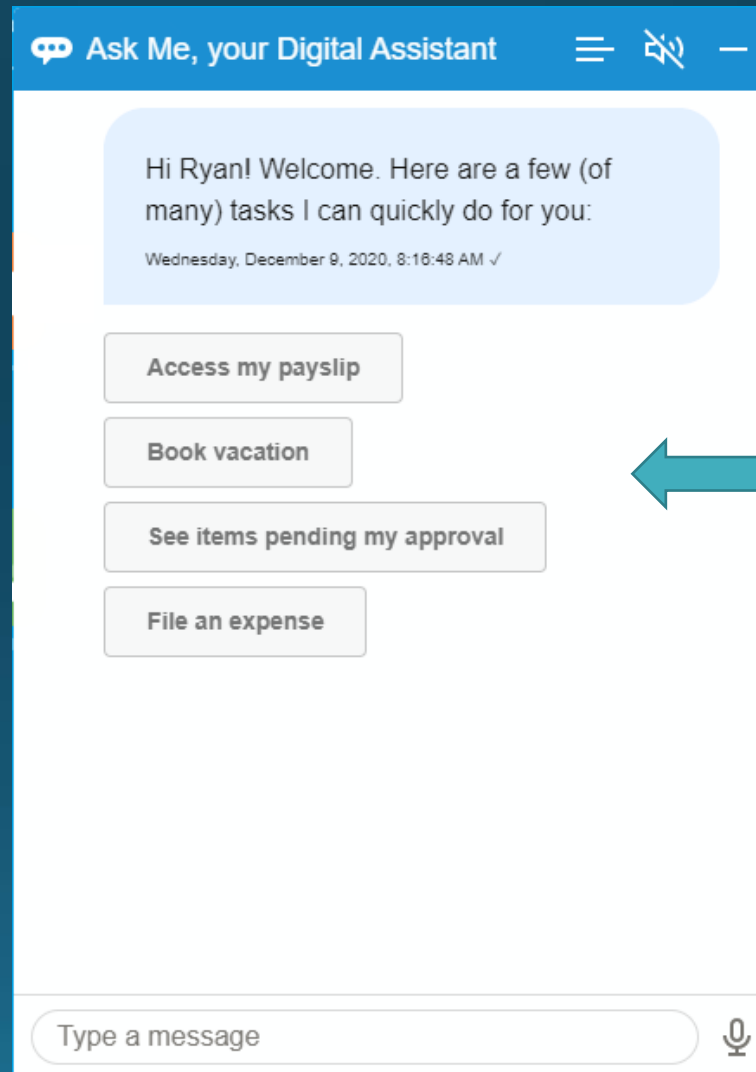 Ask Me, your Digital Assistant
Hi Ryan! Welcome. Here are a few (of
many) tasks I can quickly do for you:
Wednesday, December 9, 2020, 8:16:48 AM ✓
Access my payslip
Book vacation
See items pending my approval
File an expense
Type a message